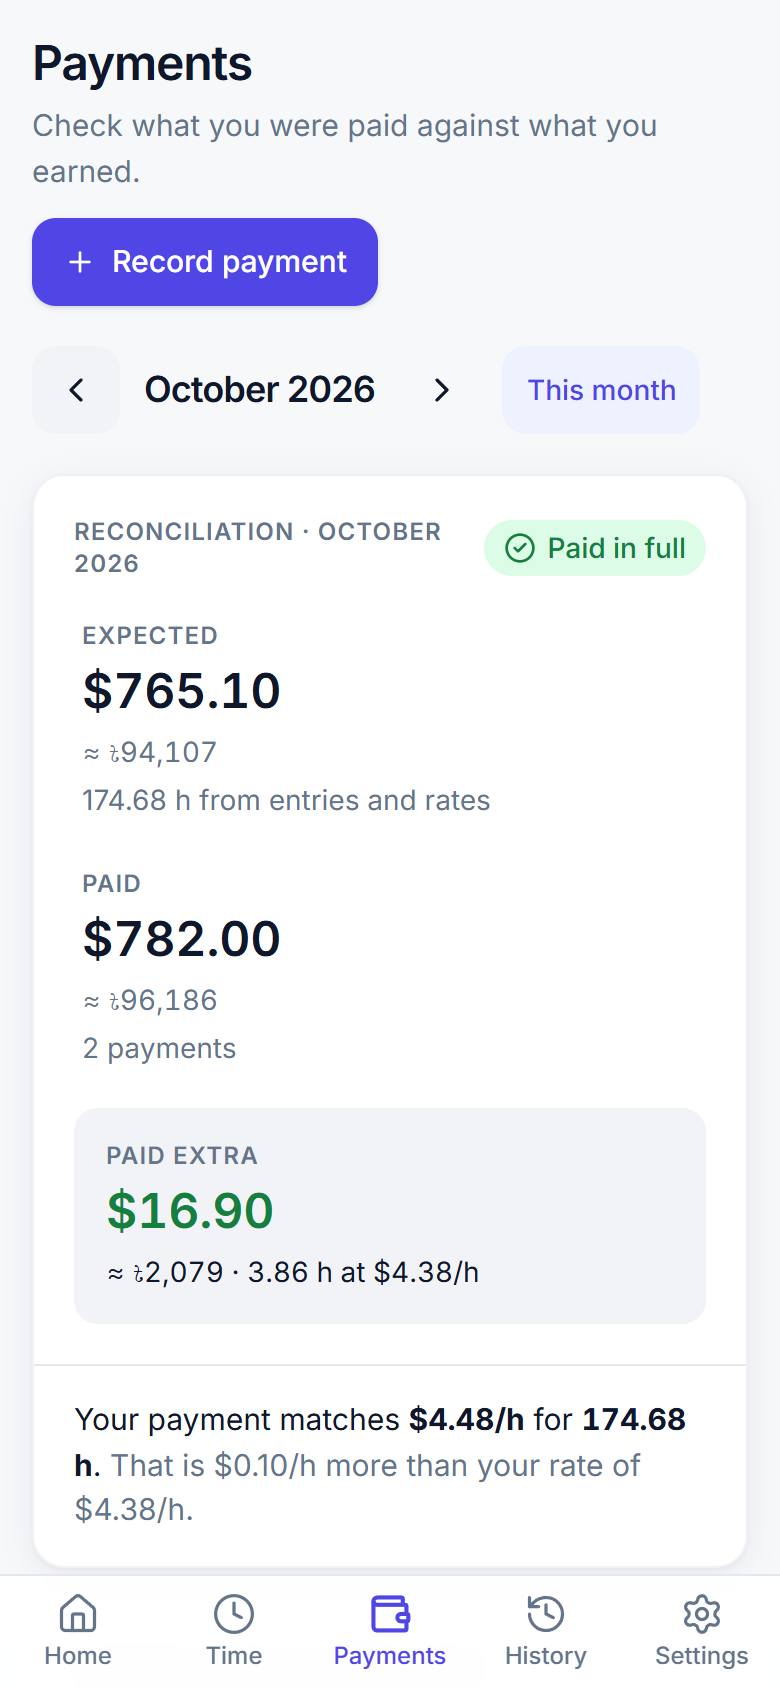 Payments
Check what you were paid against what you
earned.
Record payment
October 2026
This month
RECONCILIATION · OCTOBER
2026
Paid in full
EXPECTED
$765.10
≈ ৳94,107
174.68 h from entries and rates
PAID
$782.00
≈ ৳96,186
2 payments
PAID EXTRA
$16.90
≈ ৳2,079 · 3.86 h at $4.38/h
Your payment matches $4.48/h for 174.68
h. That is $0.10/h more than your rate of
$4.38/h.
Home
Time
Payments
History
Settings